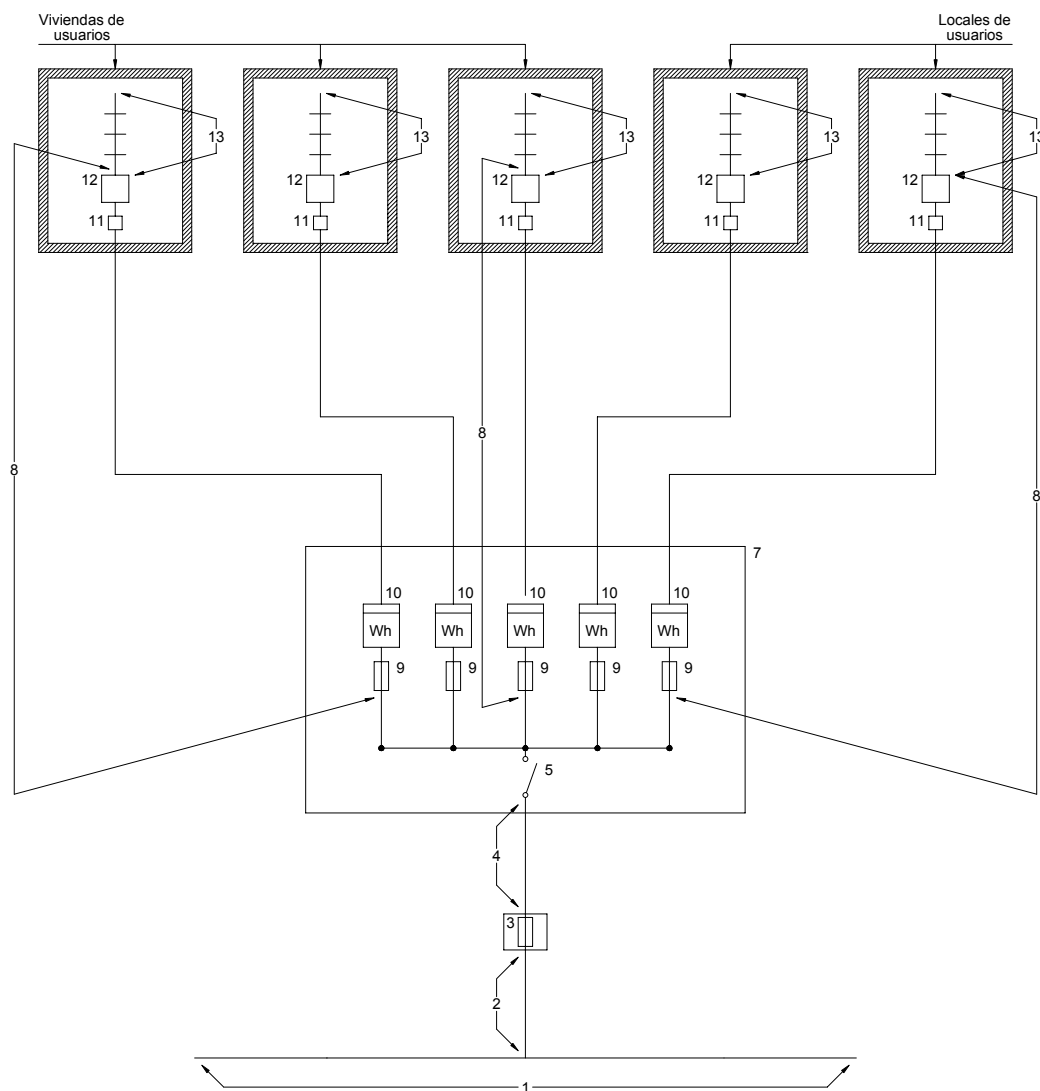 Viviendas de
usuarios
Locales de
usuarios
13 13 13 13 13
12 12 12 12 12
11 11 11 11 11
8 8 8
7
10 10 10 10 10
Wh Wh Wh Wh Wh
9 9 9 9 9
5
4
3
2
1